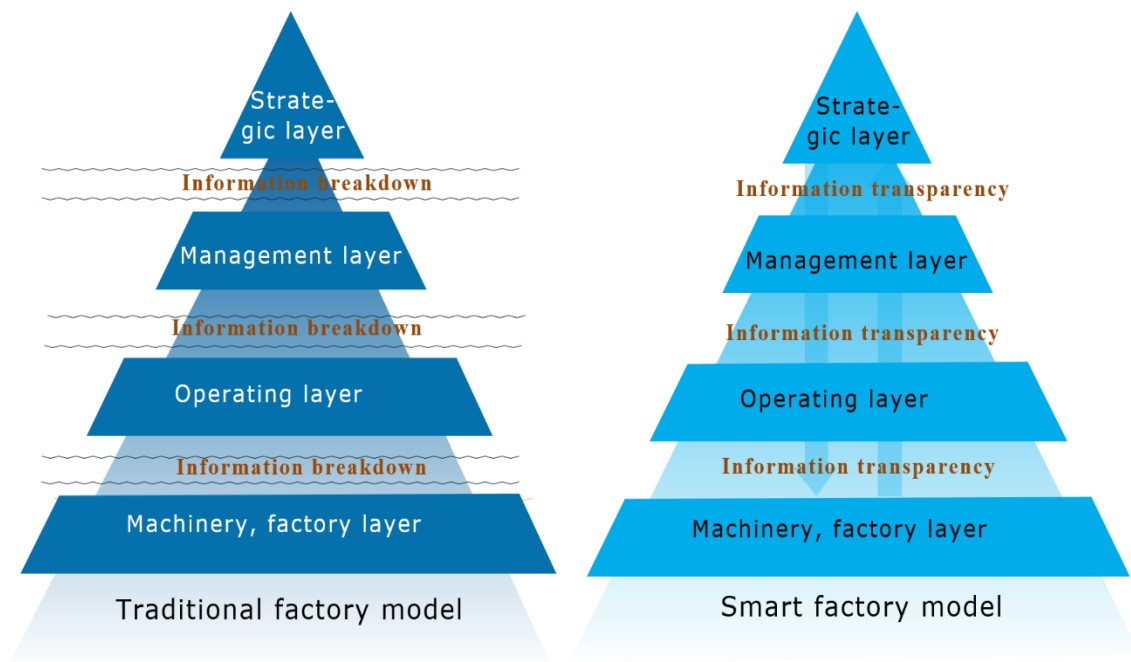 Strate-
gic layer
Information breakdown
Management layer
Information breakdown
Operating layer
Information breakdown
Machinery, factory layer
Traditional factory model
Strate-
gic layer
Information transparency
Management layer
Information transparency
Operating layer
Information transparency
Machinery, factory layer
Smart factory model